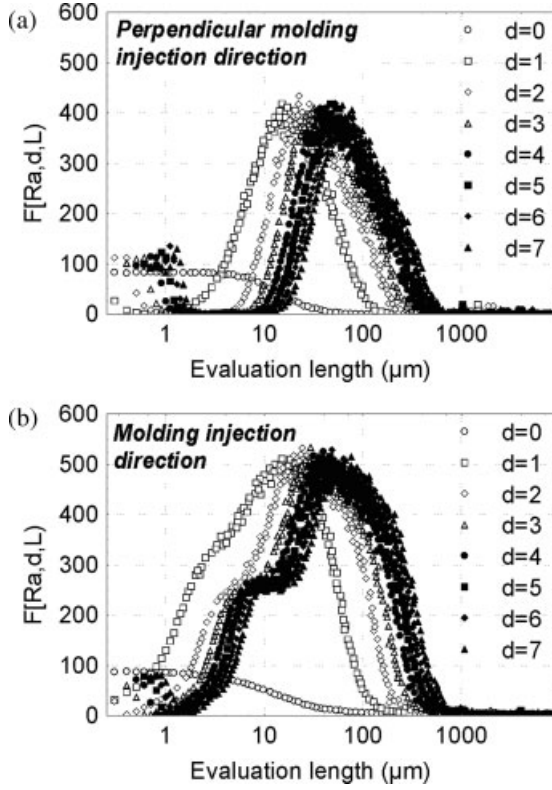 (a)
Perpendicular molding
injection direction
F[Ra,d,L]
600
500
400
300
200
100
0
d=0
d=1
d=2
d=3
d=4
d=5
d=6
d=7
1 10 100 1000
Evaluation length (µm)
(b)
Molding injection
direction
F[Ra,d,L]
600
500
400
300
200
100
0
d=0
d=1
d=2
d=3
d=4
d=5
d=6
d=7
1 10 100 1000
Evaluation length (µm)